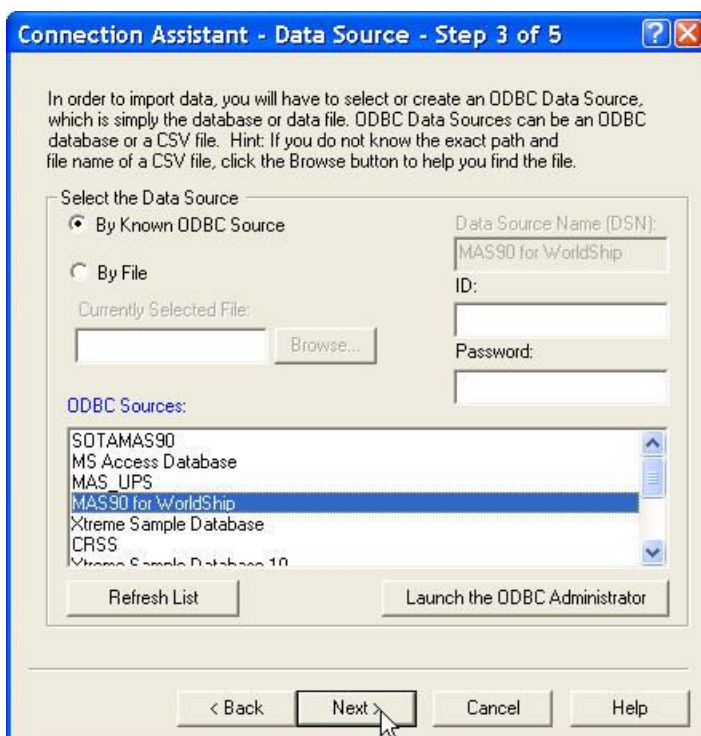 Connection Assistant - Data Source - Step 3 of 5
In order to import data, you will have to select or create an ODBC Data Source,
which is simply the database or data file. ODBC Data Sources can be an ODBC
database or a CSV file.  Hint: If you do not know the exact path and
file name of a CSV file, click the Browse button to help you find the file.
Select the Data Source
By Known ODBC Source
By File
Currently Selected File:
Browse...
Data Source Name (DSN):
MAS90 for WorldShip
ID:
Password:
ODBC Sources:
SOTAMAS90
MS Access Database
MAS_UPS
MAS90 for WorldShip
Xtreme Sample Database
CRSS
Xtreme Sample Database 10
Refresh List
Launch the ODBC Administrator
< Back
Next >
Cancel
Help